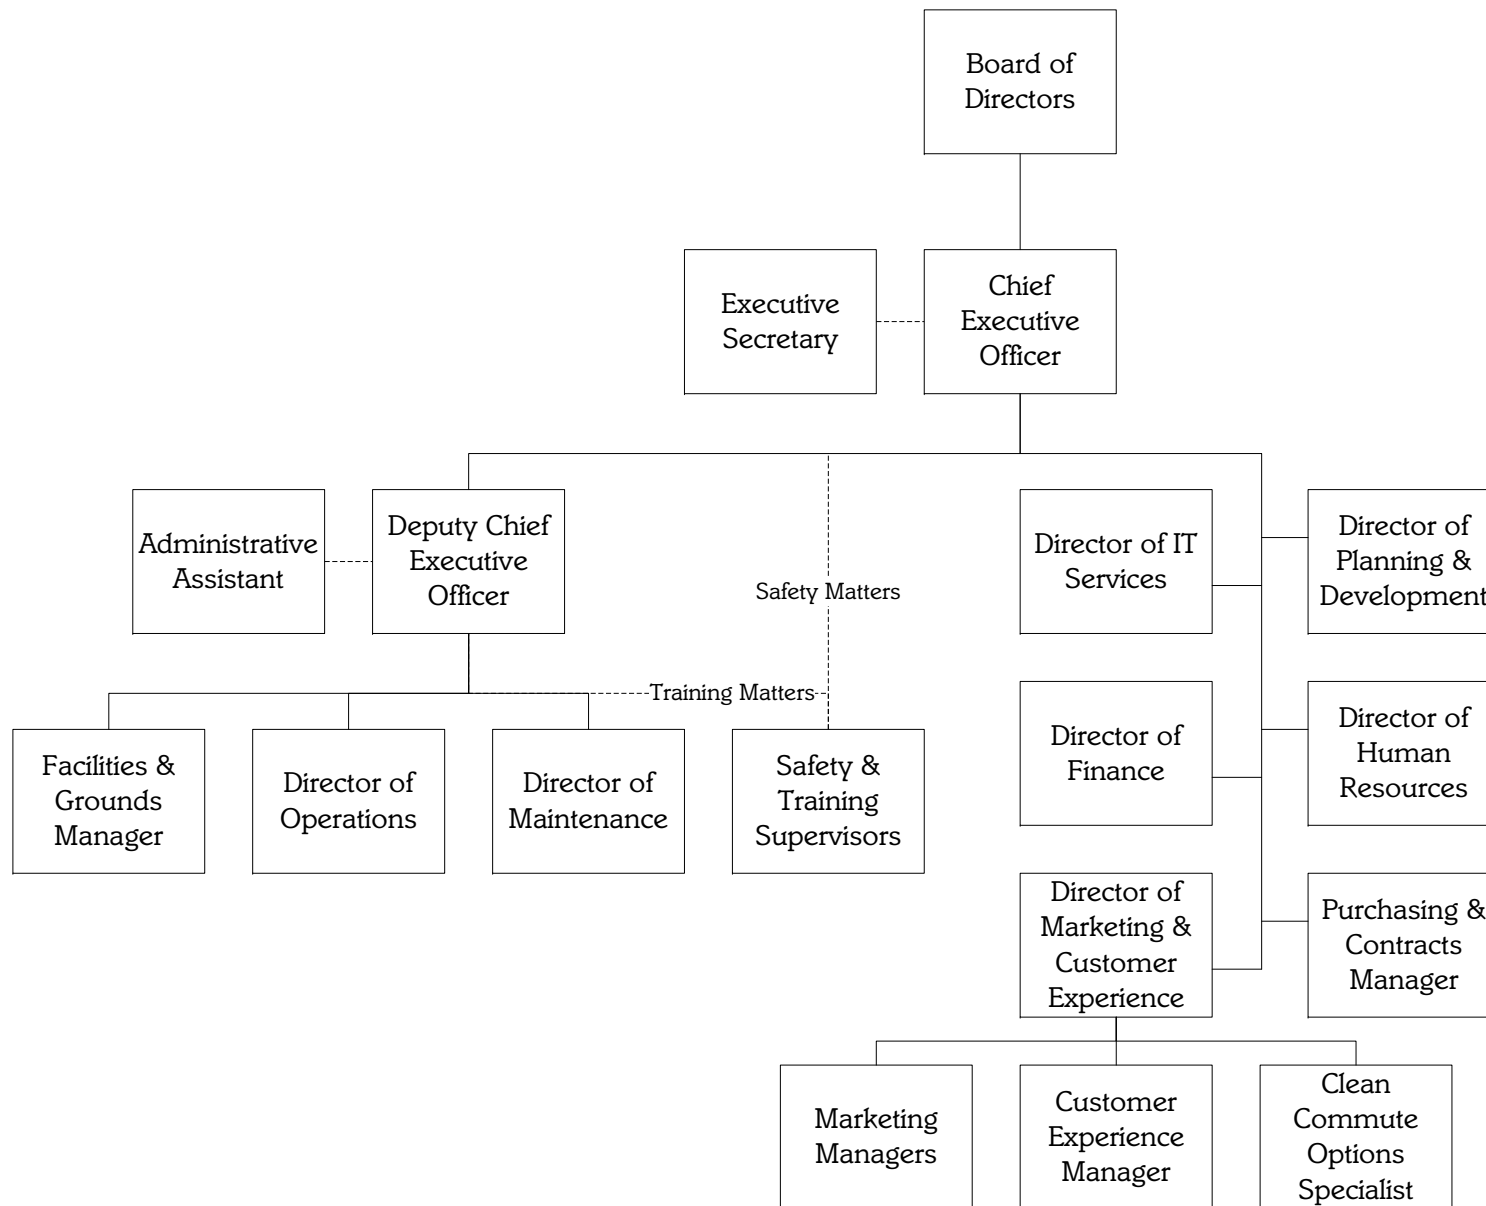 Board of
Directors
Executive
Secretary
Chief
Executive
Officer
Administrative
Assistant
Deputy Chief
Executive
Officer
Safety Matters
Director of IT
Services
Director of
Planning &
Development
Training Matters
Facilities &
Grounds
Manager
Director of
Operations
Director of
Maintenance
Safety &
Training
Supervisors
Director of
Finance
Director of
Human
Resources
Director of
Marketing &
Customer
Experience
Purchasing &
Contracts
Manager
Marketing
Managers
Customer
Experience
Manager
Clean
Commute
Options
Specialist